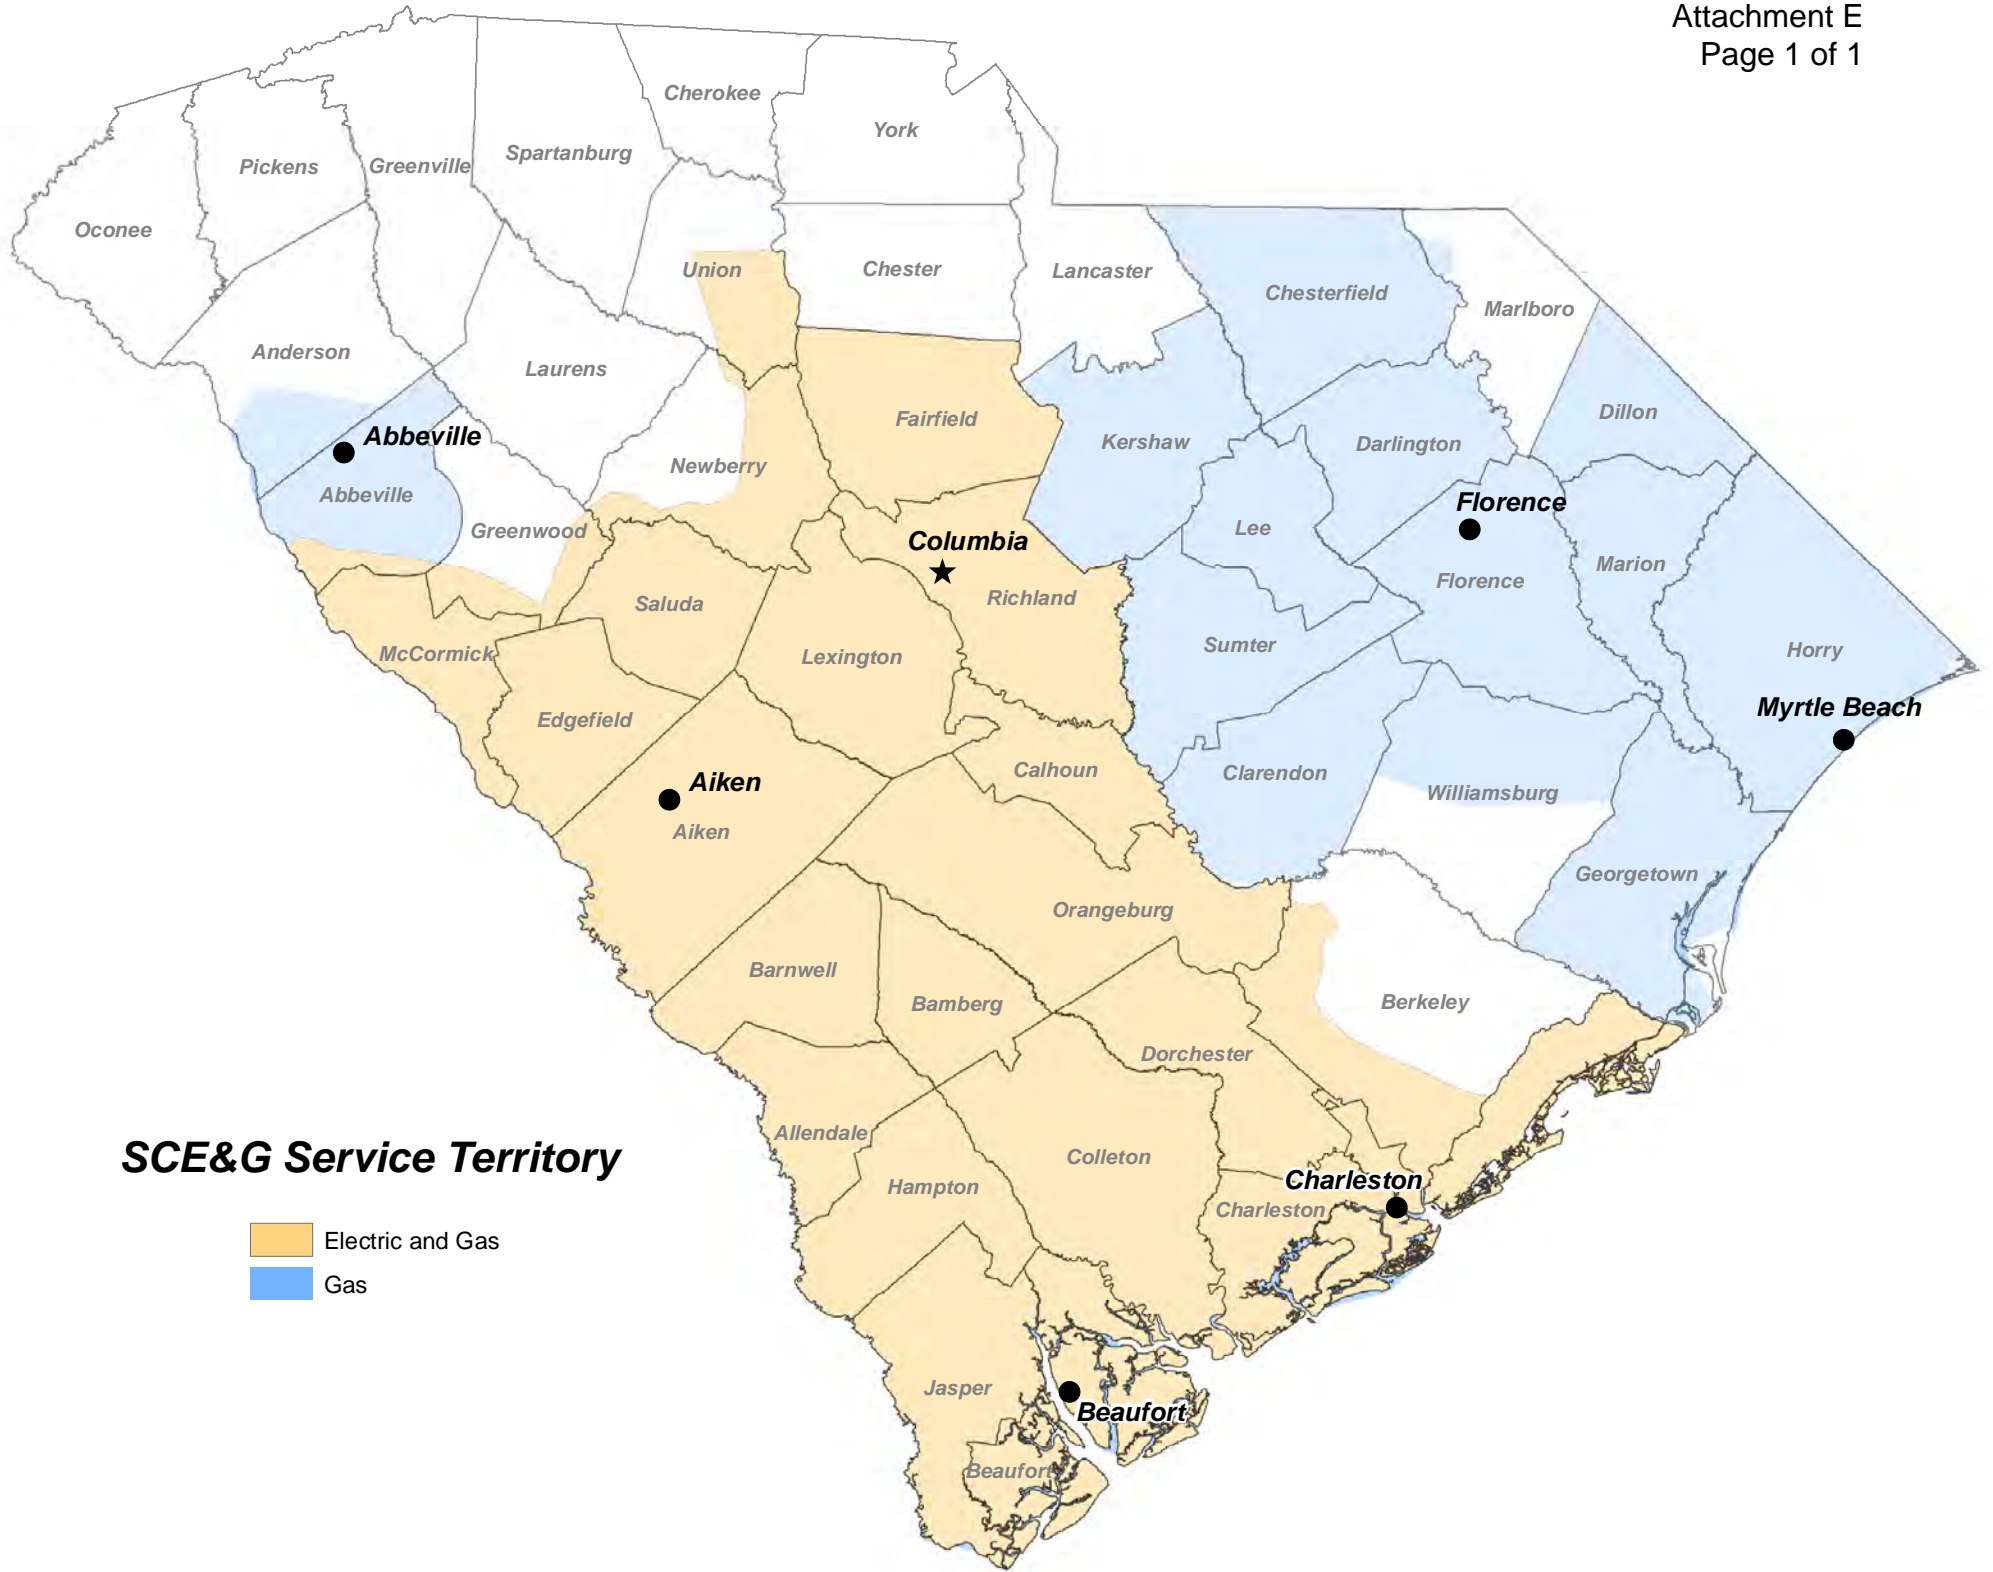 Attachment E
Page 1 of 1
Cherokee
York
Spartanburg
Pickens
Greenville
Oconee
Union
Chester
Lancaster
Chesterfield
Marlboro
Anderson
Laurens
Dillon
Fairfield
Abbeville
Kershaw
Darlington
Newberry
Abbeville
Florence
Greenwood
Lee
Columbia
Marion
Florence
Richland
Saluda
Sumter
Horry
McCormick
Lexington
Myrtle Beach
Edgefield
Calhoun
Clarendon
Aiken
Williamsburg
Aiken
Georgetown
Orangeburg
Barnwell
Bamberg
Berkeley
Dorchester
Allendale
SCE&G Service Territory
Colleton
Charleston
Hampton
Charleston
Electric and Gas
Gas
Jasper
Beaufort
Beaufort